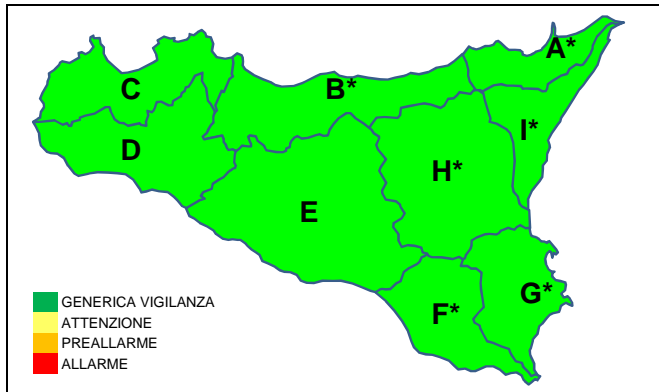 A*
C
B*
I*
D
H*
E
G*
F*
GENERICA VIGILANZA
ATTENZIONE
PREALLARME
ALLARME